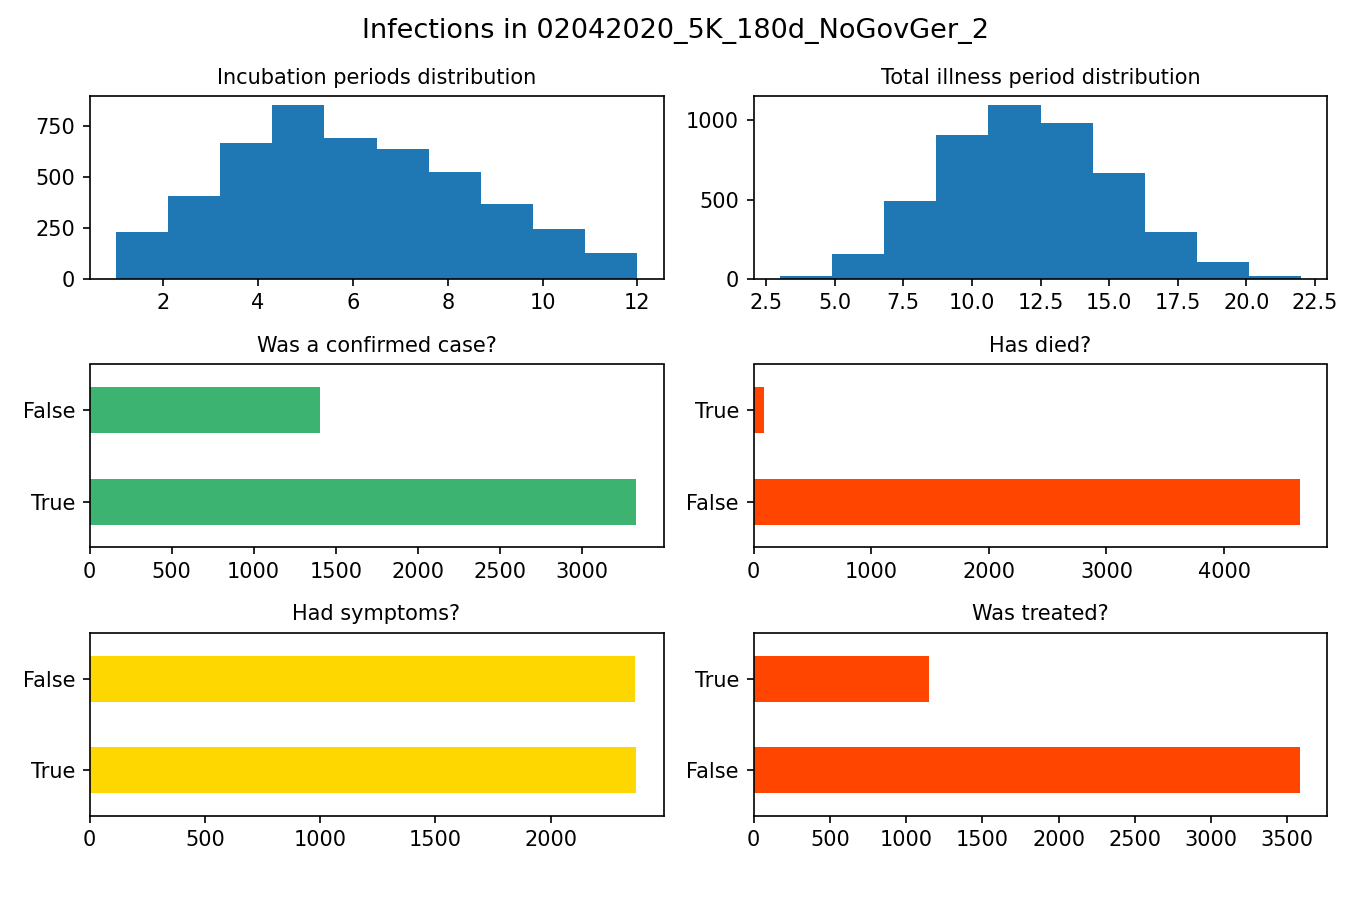 Infections in 02042020_5K_180d_NoGovGer_2
Incubation periods distribution
750
500
250
0
2 4 6 8 10 12
Total illness period distribution
1000
500
0
2.5 5.0 7.5 10.0 12.5 15.0 17.5 20.0 22.5
Was a confirmed case?
False
True
0 500 1000 1500 2000 2500 3000
Has died?
True
False
0 1000 2000 3000 4000
Had symptoms?
False
True
0 500 1000 1500 2000
Was treated?
True
False
0 500 1000 1500 2000 2500 3000 3500